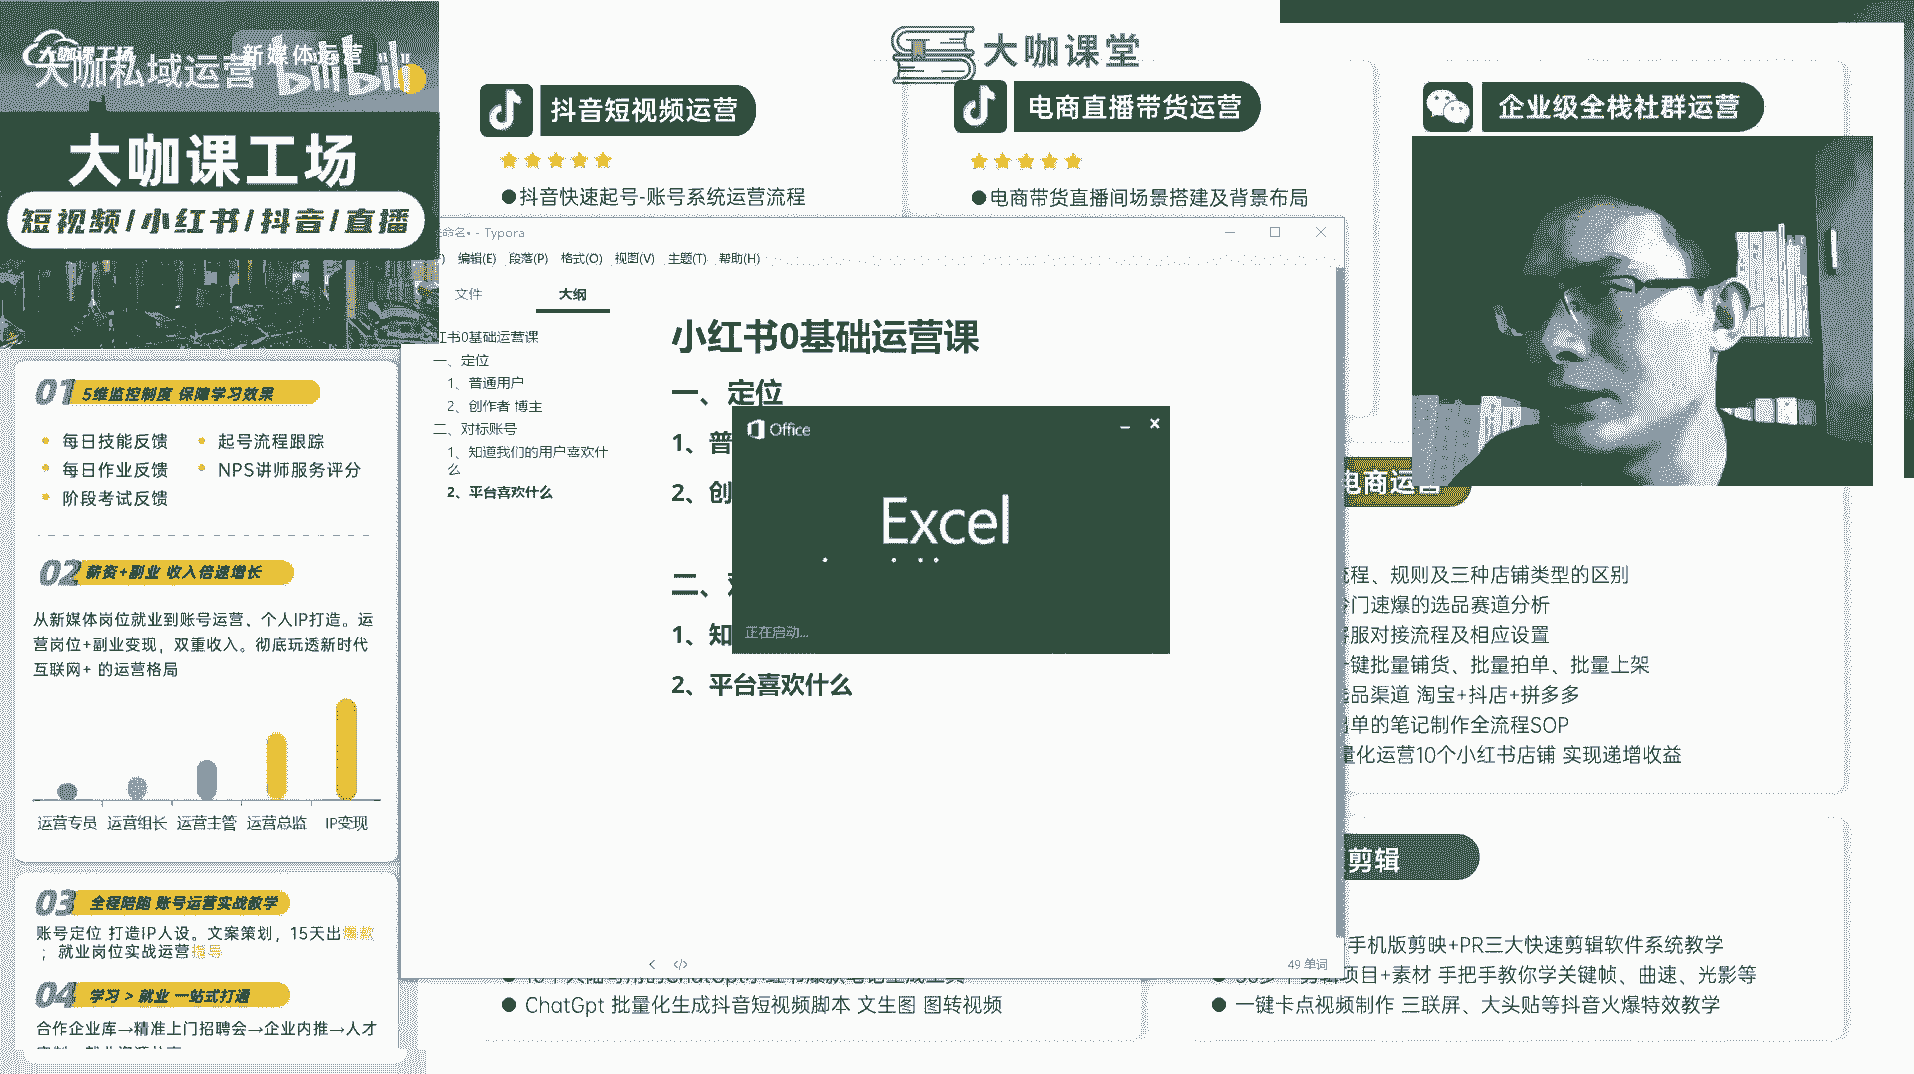 大咖课工场
大咖私域运营
新媒体运营
bilibili
大咖课工场
短视频/小红书/抖音/直播
01 5维监控制度 保障学习效果
每日技能反馈
起号流程跟踪
每日作业反馈
NPS讲师服务评分
阶段考试反馈
02 薪资+副业 收入倍速增长
从新媒体岗位就业到账号运营、个人IP打造。运
营岗位+副业变现，双重收入。彻底玩透新时代
互联网+ 的运营格局
运营专员 运营组长 运营主管 运营总监 IP变现
03 全程陪跑 账号运营实战教学
账号定位 打造IP人设。文案策划，15天出爆款
；就业岗位实战运营指导
04 学习 > 就业 一站式打通
合作企业库→精准上门招聘会→企业内推→人才
大咖课堂
抖音短视频运营
●抖音快速起号-账号系统运营流程
电商直播带货运营
●电商带货直播间场景搭建及背景布局
企业级全栈社群运营
命名• - Typora
编辑(E) 段落(P) 格式(O) 视图(V) 主题(T) 帮助(H)
文件 大纲
红书0基础运营课
一、定位
1、普通用户
2、创作者 博主
二、对标账号
1、知道我们的用户喜欢什
么
2、平台喜欢什么
小红书0基础运营课
一、定位
1、普
2、创
二、
1、知
2、平台喜欢什么
Office
Excel
正在启动...
49 单词
电商运营
程、规则及三种店铺类型的区别
门速爆的选品赛道分析
服对接流程及相应设置
键批量铺货、批量拍单、批量上架
品渠道 淘宝+抖店+拼多多
单的笔记制作全流程SOP
量化运营10个小红书店铺 实现递增收益
剪辑
手机版剪映+PR三大快速剪辑软件系统教学
项目+素材 手把手教你学关键帧、曲速、光影等
● 一键卡点视频制作 三联屏、大头贴等抖音火爆特效教学
● ChatGpt 批量化生成抖音短视频脚本 文生图 图转视频